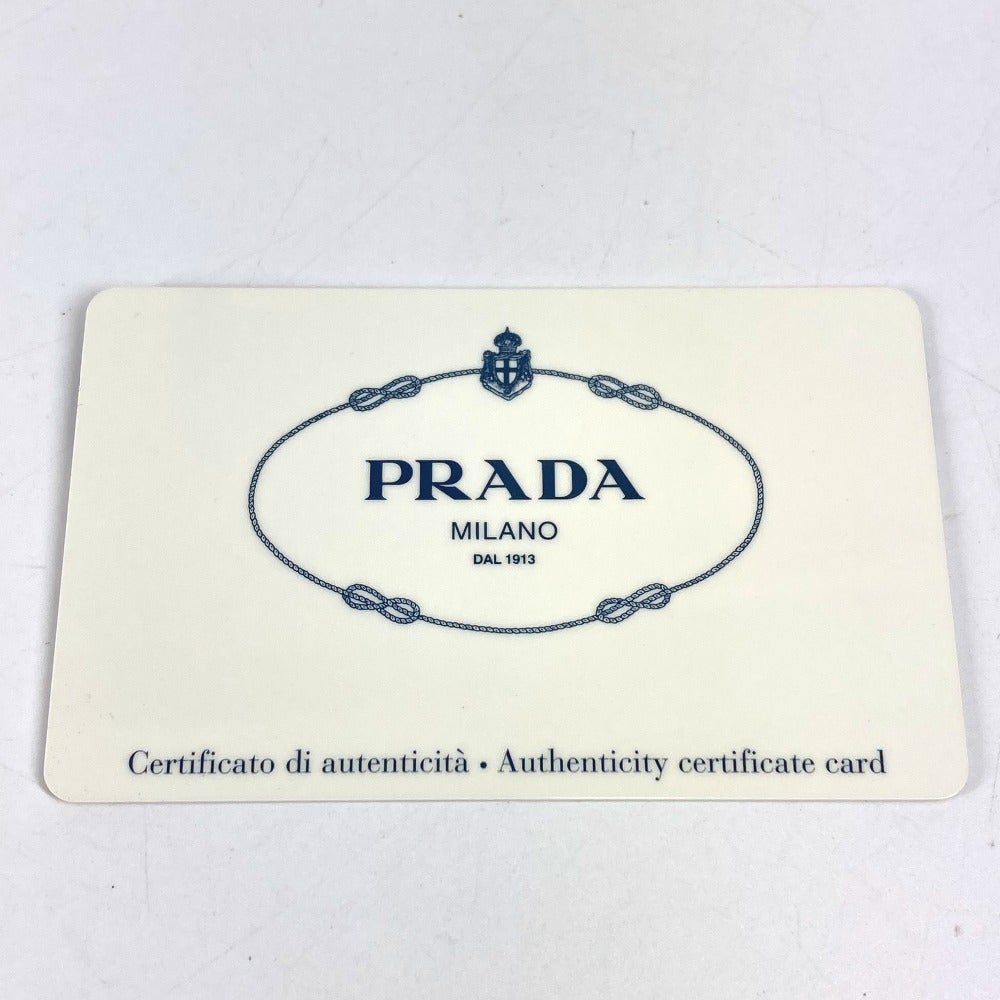 PRADA
MILANO
DAL 1913
Certificato di autenticità • Authenticity certificate card